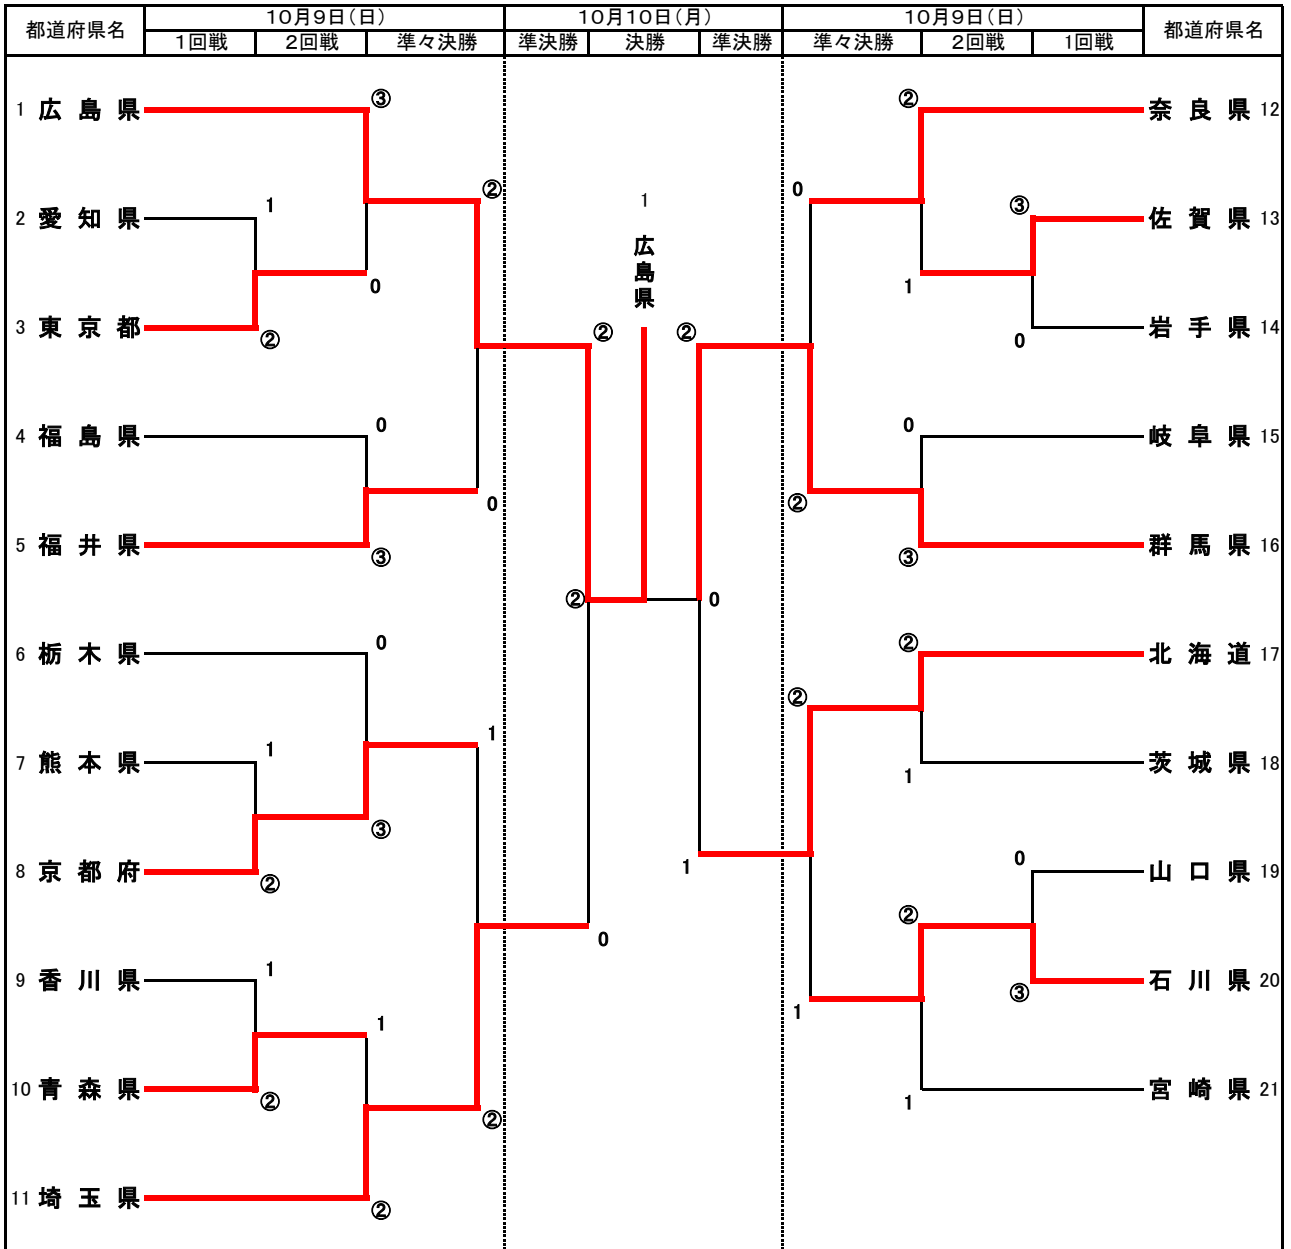 都道府県名 10月9日(日) 10月10日(月) 10月9日(日) 都道府県名
1回戦 2回戦 準々決勝 準決勝 決勝 準決勝 準々決勝 2回戦 1回戦
③ ②
1 広島県 奈良県 12
② 0 1
1 ③
2 愛知県 佐賀県 13
広島県
0 1
3 東京都 岩手県 14
② ② ② 0
0 0
4 福島県 岐阜県 15
0 ②
5 福井県 群馬県 16
③ ③
② 0
0 ②
6 栃木県 北海道 17
1 ②
1
7 熊本県 茨城県 18
1
③ 0
8 京都府 山口県 19
② 1
②
0
1
9 香川県 石川県 20
③
1 1
10 青森県 宮崎県 21
② 1
②
11 埼玉県
②